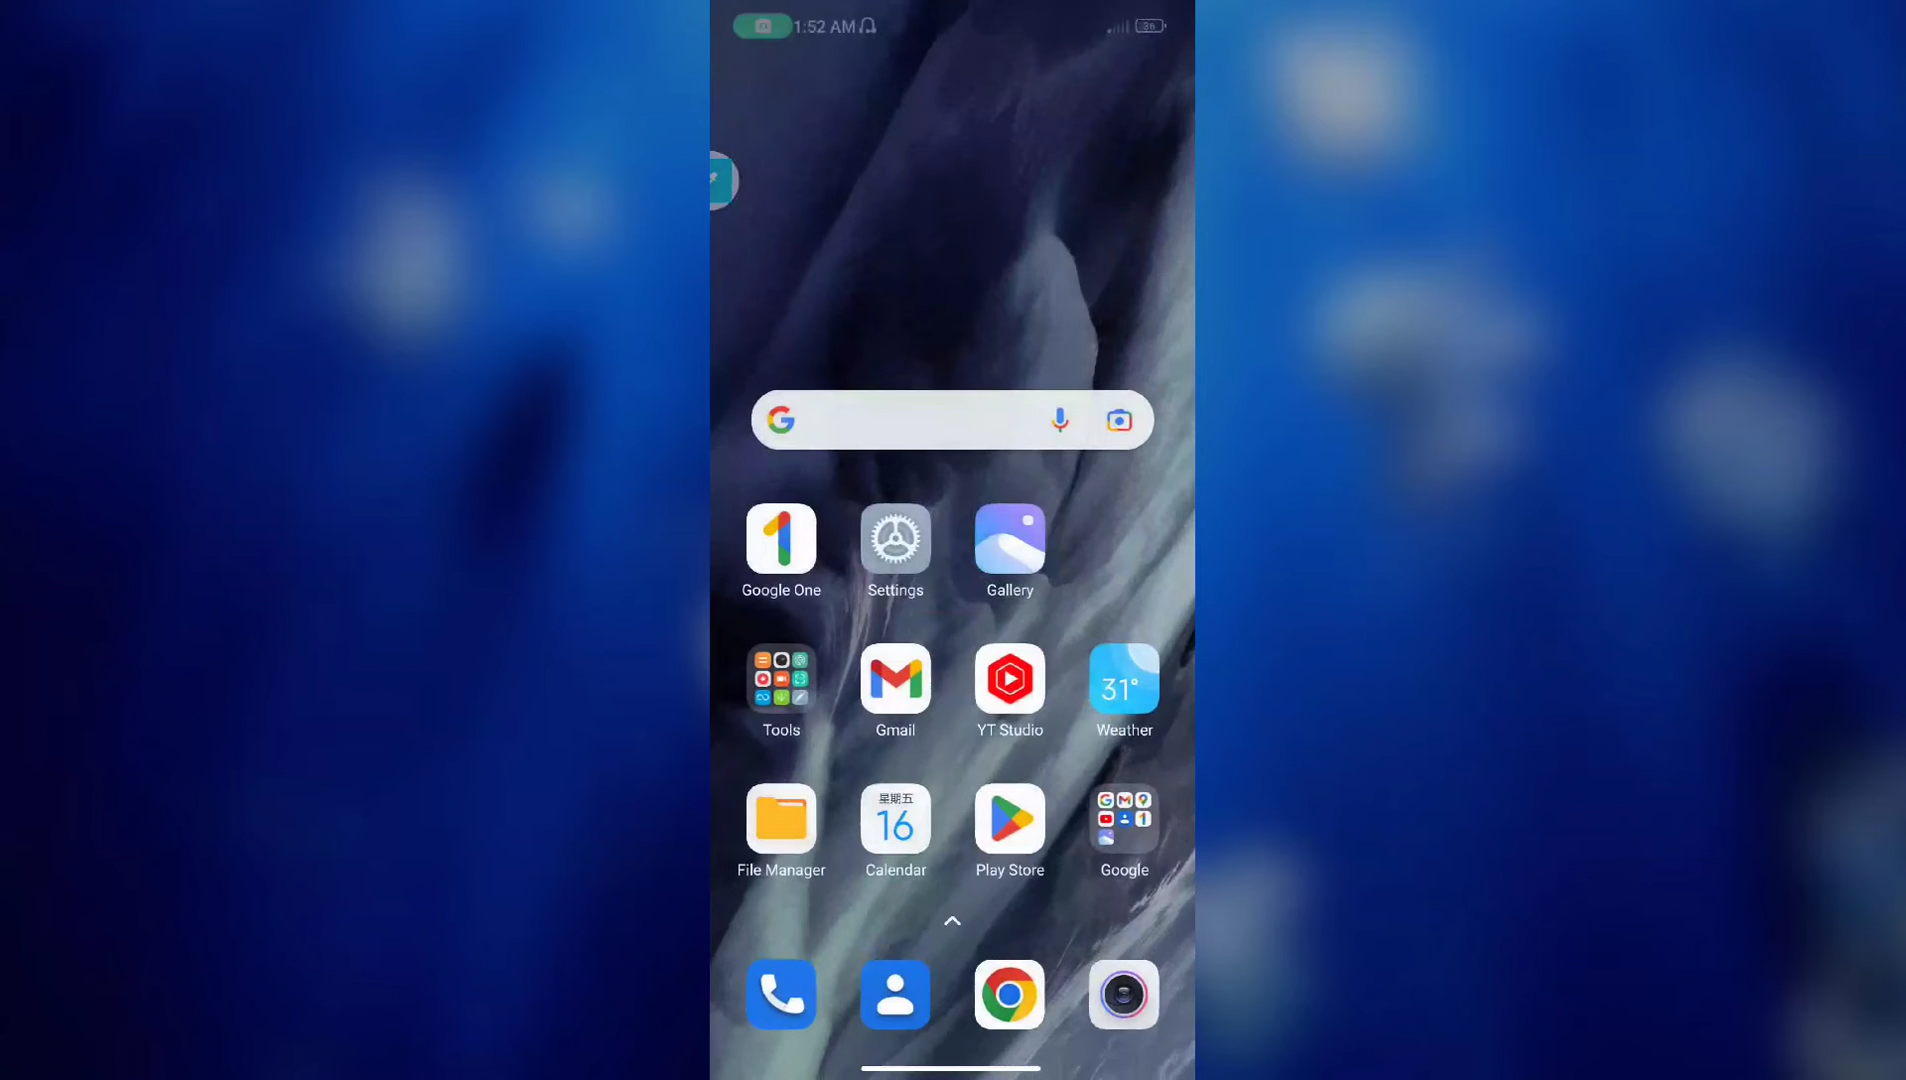 1:52 AM
36
Google One
Settings
Gallery
31°
Tools
Gmail
YT Studio
Weather
星期五
16
File Manager
Calendar
Play Store
Google